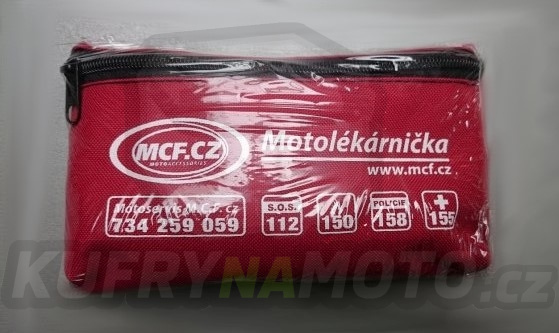 MCF.CZ
MOTOACCESSORIES
Motolékárnička
www.mcf.cz
Motoservis M.C.F. cz
734 259 059
S.O.S.
112
150
POLICIE
158
155
KUFRYNAMOTO.cz